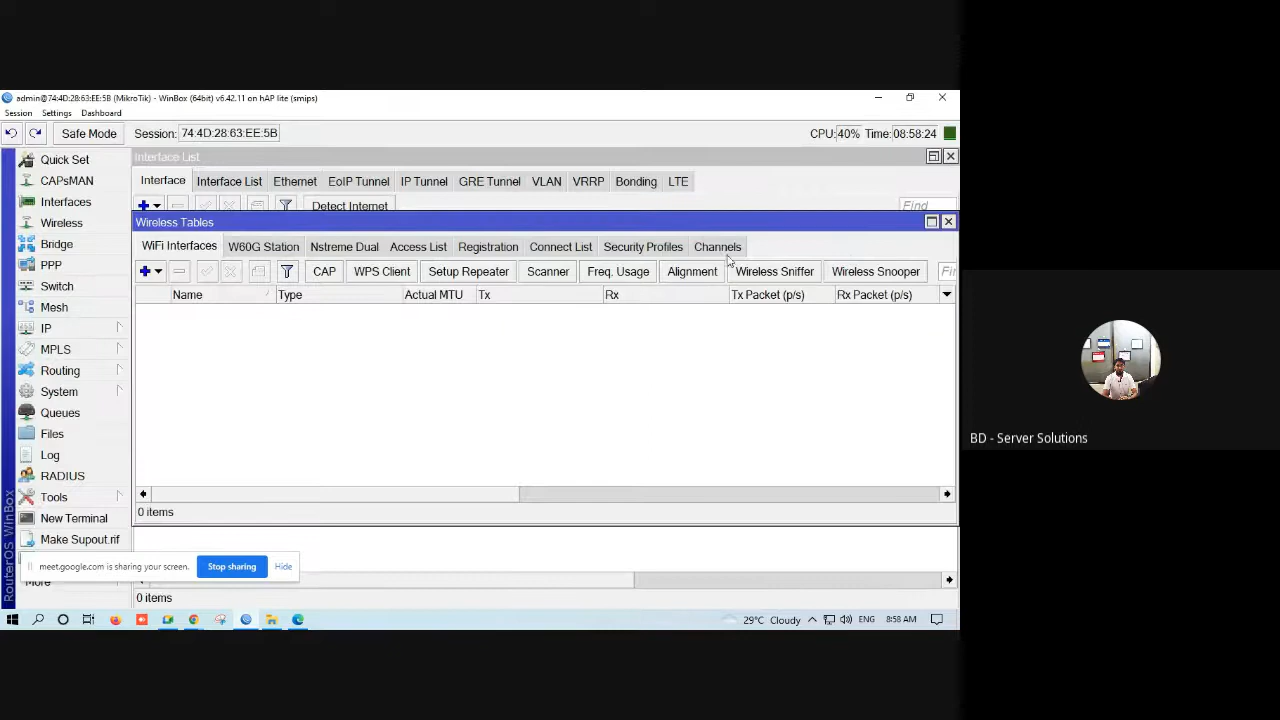 admin@74:4D:28:63:EE:5B (MikroTik) - WinBox (64bit) v6.42.11 on hAP lite (smips)
Session Settings Dashboard
Safe Mode Session: 74:4D:28:63:EE:5B CPU: 40% Time: 08:58:24
Interface List
Interface Interface List Ethernet EoIP Tunnel IP Tunnel GRE Tunnel VLAN VRRP Bonding LTE
Detect Internet Find
Wireless Tables
WiFi Interfaces W60G Station Nstreme Dual Access List Registration Connect List Security Profiles Channels
CAP WPS Client Setup Repeater Scanner Freq. Usage Alignment Wireless Sniffer Wireless Snooper
Name Type Actual MTU Tx Rx Tx Packet (p/s) Rx Packet (p/s)
0 items
0 items
Quick Set
CAPsMAN
Interfaces
Wireless
Bridge
PPP
Switch
Mesh
IP
MPLS
Routing
System
Queues
Files
Log
RADIUS
Tools
New Terminal
Make Supout.rif
More
RouterOS WinBox
meet.google.com is sharing your screen. Stop sharing Hide
29°C Cloudy ENG 8:58 AM
BD - Server Solutions